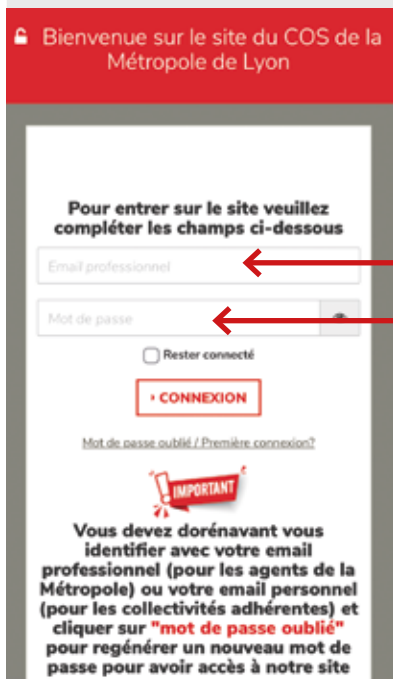 Bienvenue sur le site du COS de la
Métropole de Lyon
Pour entrer sur le site veuillez
compléter les champs ci-dessous
Email professionnel
Mot de passe
Rester connecté
› CONNEXION
Mot de passe oublié / Première connexion?
IMPORTANT
Vous devez dorénavant vous
identifier avec votre email
professionnel (pour les agents de la
Métropole) ou votre email personnel
(pour les collectivités adhérentes) et
cliquer sur "mot de passe oublié"
pour regénérer un nouveau mot de
passe pour avoir accès à notre site